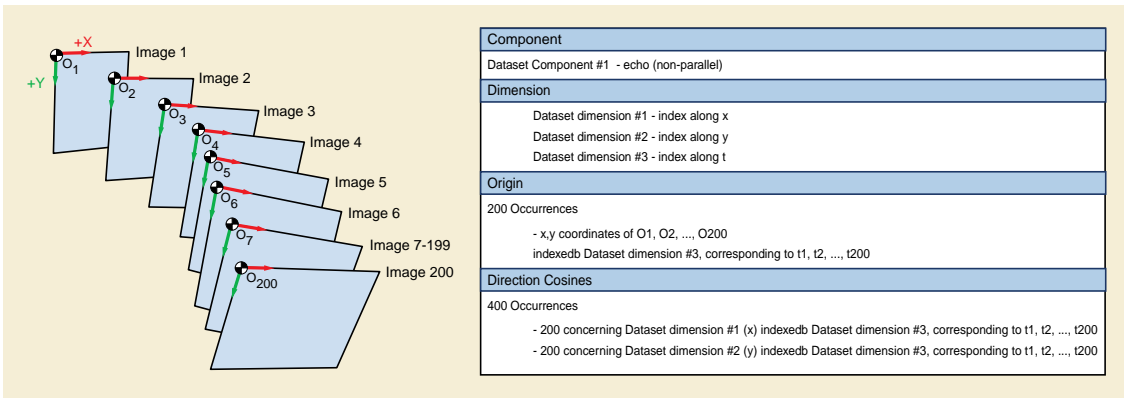 +X
+Y
O1
Image 1
O2
Image 2
O3
Image 3
O4
Image 4
O5
Image 5
O6
Image 6
O7
Image 7-199
O200
Image 200
Component
Dataset Component #1 - echo (non-parallel)
Dimension
Dataset dimension #1 - index along x
Dataset dimension #2 - index along y
Dataset dimension #3 - index along t
Origin
200 Occurrences
- x,y coordinates of O1, O2, ..., O200
indexedb Dataset dimension #3, corresponding to t1, t2, ..., t200
Direction Cosines
400 Occurrences
- 200 concerning Dataset dimension #1 (x) indexedb Dataset dimension #3, corresponding to t1, t2, ..., t200
- 200 concerning Dataset dimension #2 (y) indexedb Dataset dimension #3, corresponding to t1, t2, ..., t200